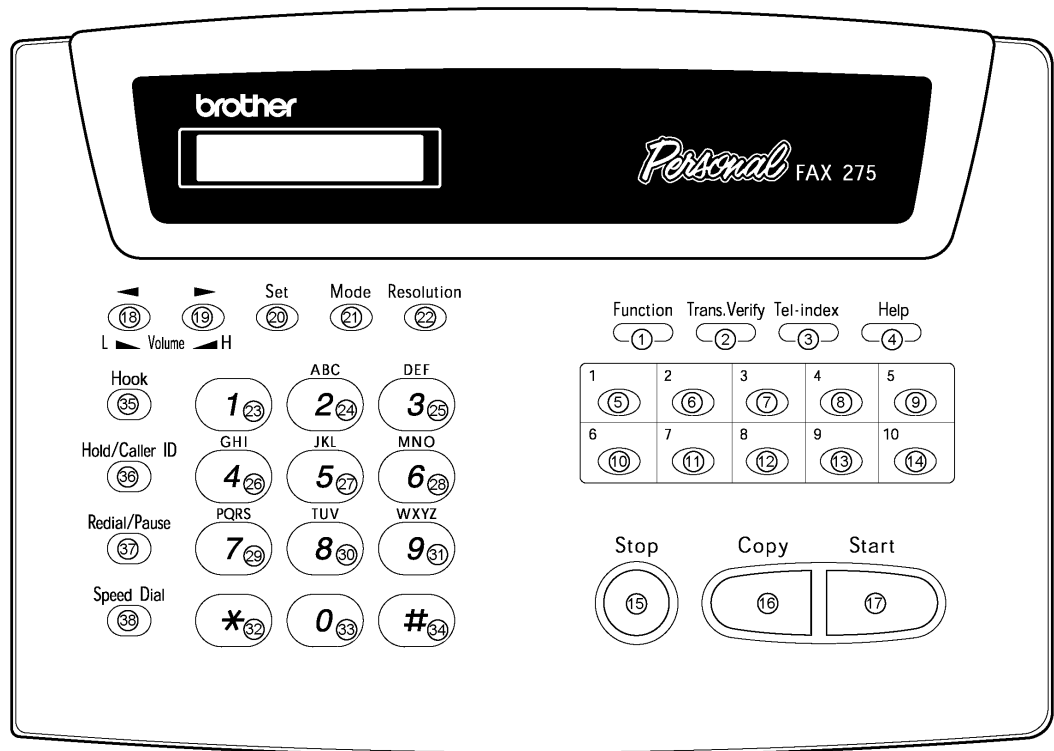 brother
Personal FAX 275
◄ ► Set Mode Resolution
18 19 20 21 22
L Volume H
Function Trans.Verify Tel-index Help
1 2 3 4
Hook
35
ABC DEF
1 23 2 24 3 25
Hold/Caller ID
36
GHI JKL MNO
4 26 5 27 6 28
Redial/Pause
37
PQRS TUV WXYZ
7 29 8 30 9 31
Speed Dial
38
* 32 0 33 # 34
1 2 3 4 5
5 6 7 8 9
6 7 8 9 10
10 11 12 13 14
Stop Copy Start
15 16 17